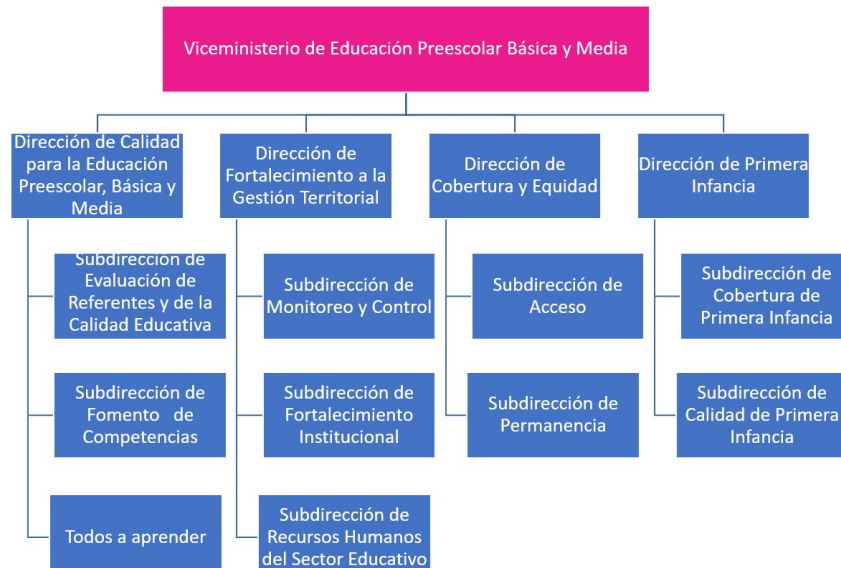 Viceministerio de Educación Preescolar Básica y Media
Dirección de Calidad
para la Educación
Preescolar, Básica y
Media
Dirección de
Fortalecimiento a la
Gestión Territorial
Dirección de
Cobertura y Equidad
Dirección de Primera
Infancia
Subdirección de
Evaluación de
Referentes y de la
Calidad Educativa
Subdirección de
Monitoreo y Control
Subdirección de
Acceso
Subdirección de
Cobertura de
Primera Infancia
Subdirección de
Fomento de
Competencias
Subdirección de
Fortalecimiento
Institucional
Subdirección de
Permanencia
Subdirección de
Calidad de Primera
Infancia
Todos a aprender
Subdirección de
Recursos Humanos
del Sector Educativo